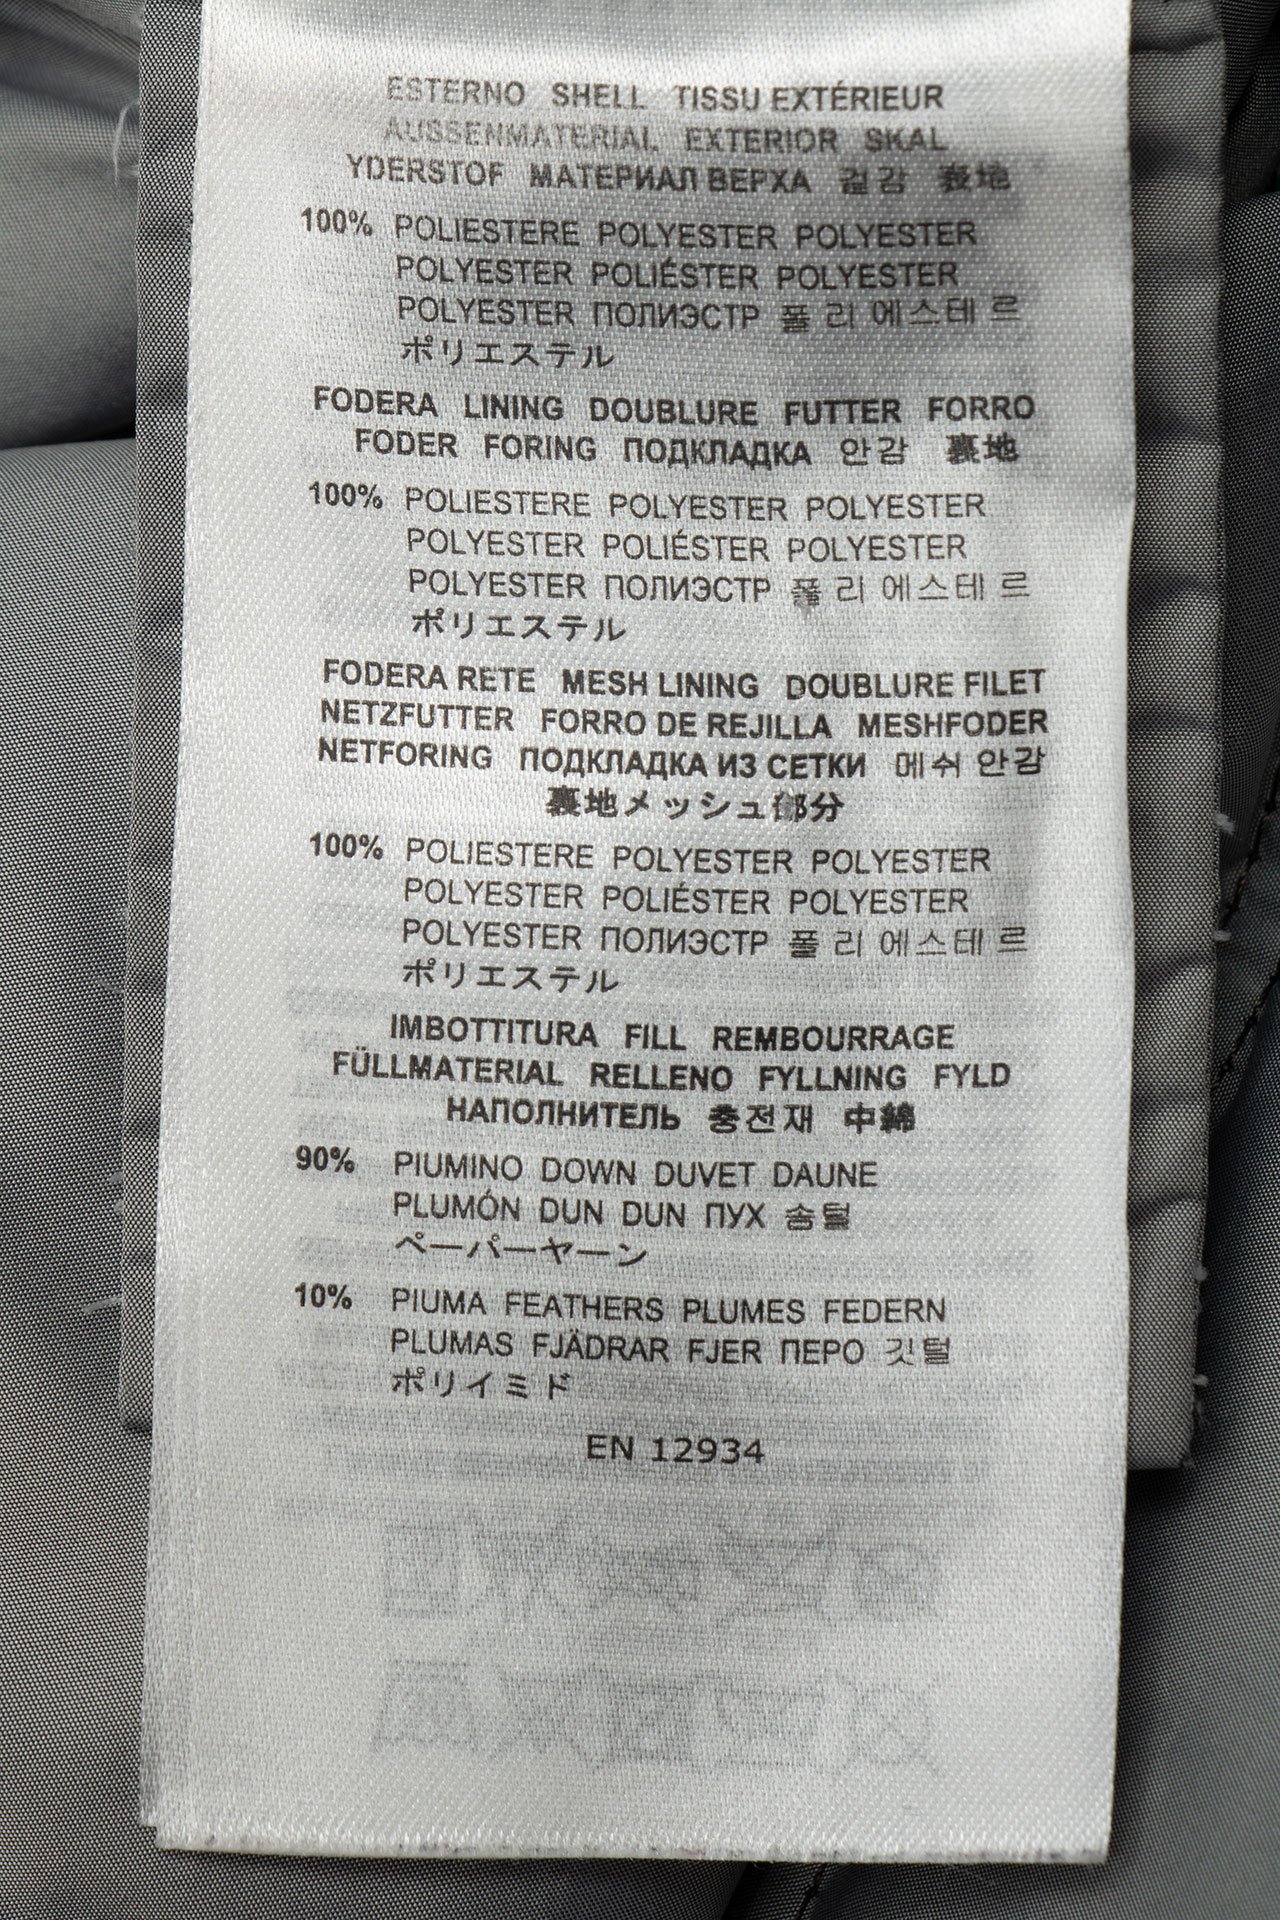 ESTERNO SHELL TISSU EXTÉRIEUR
AUSSENMATERIAL EXTERIOR SKAL
YDERSTOF МАТЕРИАЛ ВЕРХА 겉감 表地
100% POLIESTERE POLYESTER POLYESTER
POLYESTER POLIÉSTER POLYESTER
POLYESTER ПОЛИЭСТР 폴리에스테르
ポリエステル
FODERA LINING DOUBLURE FUTTER FORRO
FODER FORING ПОДКЛАДКА 안감 裏地
100% POLIESTERE POLYESTER POLYESTER
POLYESTER POLIÉSTER POLYESTER
POLYESTER ПОЛИЭСТР 폴리에스테르
ポリエステル
FODERA RETE MESH LINING DOUBLURE FILET
NETZFUTTER FORRO DE REJILLA MESHFODER
NETFORING ПОДКЛАДКА ИЗ СЕТКИ 메쉬 안감
裏地メッシュ部分
100% POLIESTERE POLYESTER POLYESTER
POLYESTER POLIÉSTER POLYESTER
POLYESTER ПОЛИЭСТР 폴리에스테르
ポリエステル
IMBOTTITURA FILL REMBOURRAGE
FÜLLMATERIAL RELLENO FYLLNING FYLD
НАПОЛНИТЕЛЬ 충전재 中綿
90% PIUMINO DOWN DUVET DAUNE
PLUMÓN DUN DUN ПУХ 솜털
ペーパーヤーン
10% PIUMA FEATHERS PLUMES FEDERN
PLUMAS FJÄDRAR FJER ПЕРО 깃털
ポリイミド
EN 12934